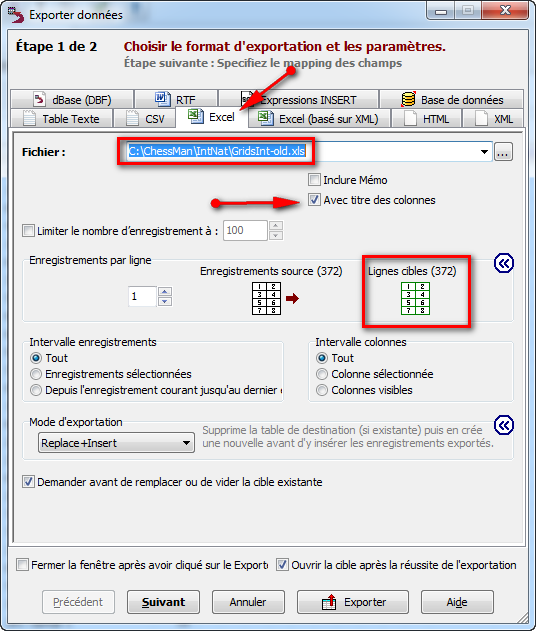 Exporter données
Étape 1 de 2 Choisir le format d'exportation et les paramètres.
Étape suivante : Specifiez le mapping des champs
dBase (DBF) RTF Expressions INSERT Base de données
Table Texte CSV Excel Excel (basé sur XML) HTML XML
Fichier : C:\ChessMan\IntNat\GridsInt-old.xls ...
Inclure Mémo
Avec titre des colonnes
Limiter le nombre d'enregistrement à : 100
Enregistrements par ligne Enregistrements source (372) Lignes cibles (372)
1
1 2
3 4
5 6
7 8
1 2
3 4
5 6
7 8
Intervalle enregistrements Intervalle colonnes
Tout Tout
Enregistrements sélectionnées Colonne sélectionnée
Depuis l'enregistrement courant jusqu'au dernier Colonnes visibles
Mode d'exportation
Replace+Insert
Supprime la table de destination (si existante) puis en crée
une nouvelle avant d'y insérer les enregistrements exportés.
Demander avant de remplacer ou de vider la cible existante
Fermer la fenêtre après avoir cliqué sur le Exporte Ouvrir la cible après la réussite de l'exportation
Précédent Suivant Annuler Exporter Aide